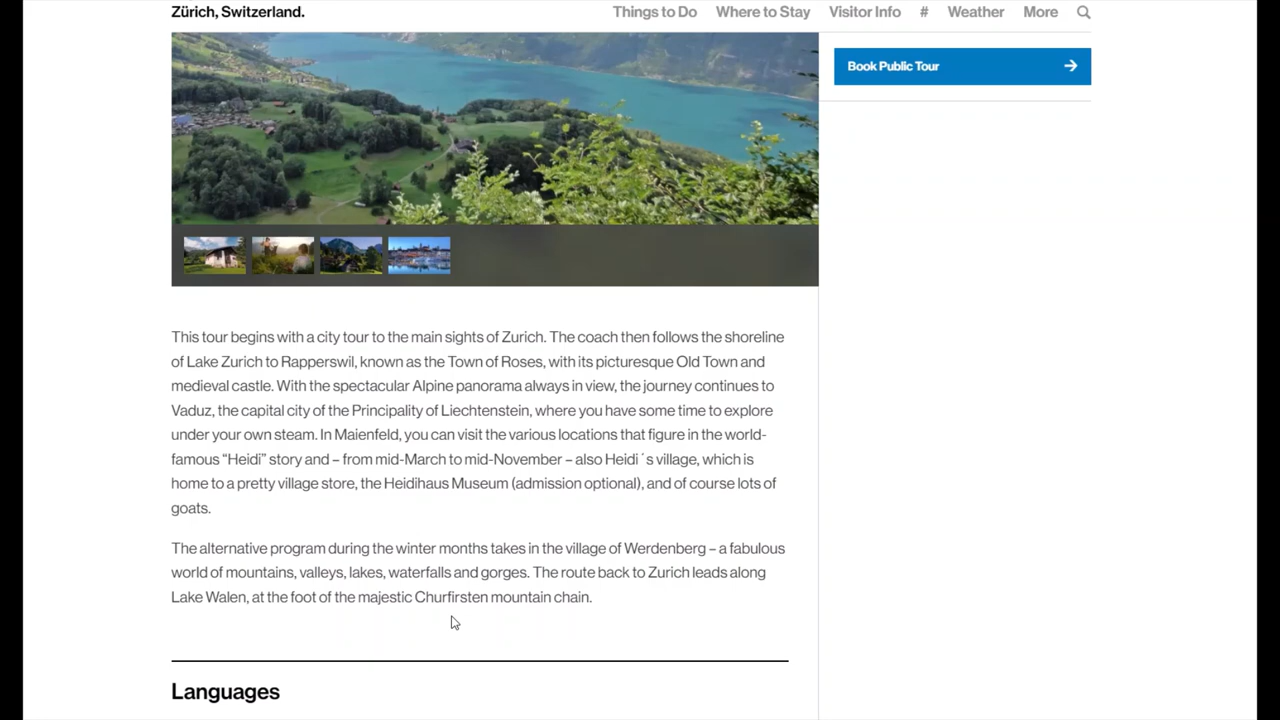 Zürich, Switzerland.
Things to Do Where to Stay Visitor Info # Weather More
Book Public Tour
This tour begins with a city tour to the main sights of Zurich. The coach then follows the shoreline
of Lake Zurich to Rapperswil, known as the Town of Roses, with its picturesque Old Town and
medieval castle. With the spectacular Alpine panorama always in view, the journey continues to
Vaduz, the capital city of the Principality of Liechtenstein, where you have some time to explore
under your own steam. In Maienfeld, you can visit the various locations that figure in the world-
famous “Heidi” story and – from mid-March to mid-November – also Heidi´s village, which is
home to a pretty village store, the Heidihaus Museum (admission optional), and of course lots of
goats.
The alternative program during the winter months takes in the village of Werdenberg – a fabulous
world of mountains, valleys, lakes, waterfalls and gorges. The route back to Zurich leads along
Lake Walen, at the foot of the majestic Churfirsten mountain chain.
Languages